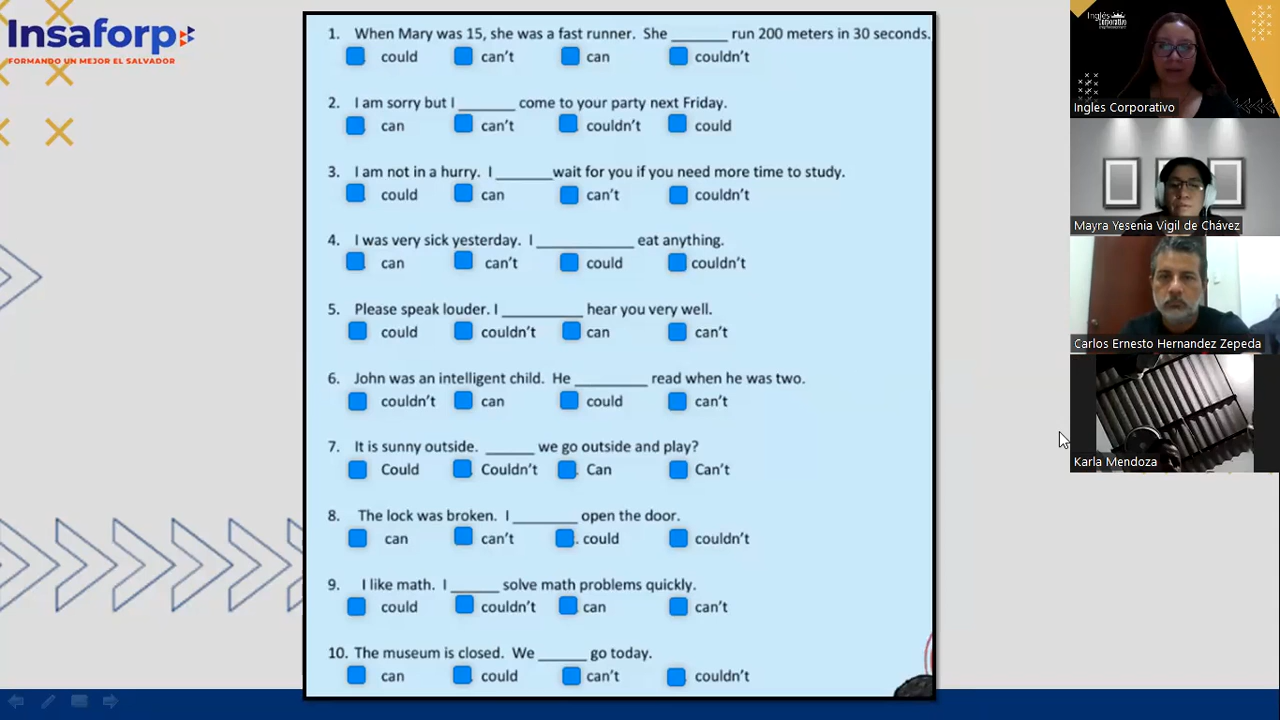 Insaforp
FORMANDO UN MEJOR EL SALVADOR
1. When Mary was 15, she was a fast runner. She ______ run 200 meters in 30 seconds.
could can't can couldn't
2. I am sorry but I ______ come to your party next Friday.
can can't couldn't could
3. I am not in a hurry. I ______ wait for you if you need more time to study.
could can can't couldn't
4. I was very sick yesterday. I __________ eat anything.
can can't could couldn't
5. Please speak louder. I _________ hear you very well.
could couldn't can can't
6. John was an intelligent child. He ________ read when he was two.
couldn't can could can't
7. It is sunny outside. _____ we go outside and play?
Could Couldn't Can Can't
8. The lock was broken. I _______ open the door.
can can't could couldn't
9. I like math. I _____ solve math problems quickly.
could couldn't can can't
10. The museum is closed. We _____ go today.
can could can't couldn't
Inglés
Corporativo
Ingles Corporativo
Mayra Yesenia Vigil de Chávez
Carlos Ernesto Hernandez Zepeda
Karla Mendoza